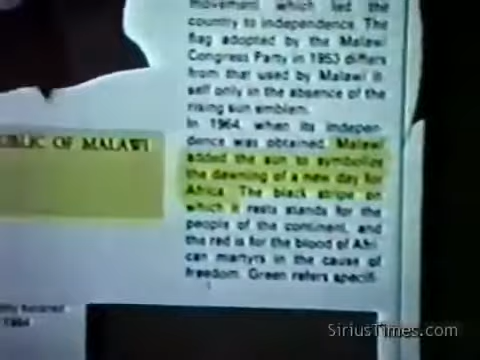 movement which led the
country to independence. The
flag adopted by the Malawi
Congress Party in 1953 differs
from that used by Malawi it-
self only in the absence of the
rising sun emblem.
In 1964, when its indepen-
dence was obtained, Malawi
added the sun to symbolize
the dawning of a new day for
Africa. The black stripe on
which it rests stands for the
people of the continent, and
the red is for the blood of Afri-
can martyrs in the cause of
freedom. Green refers specifi-
PUBLIC OF MALAWI
1964
SiriusTimes.com